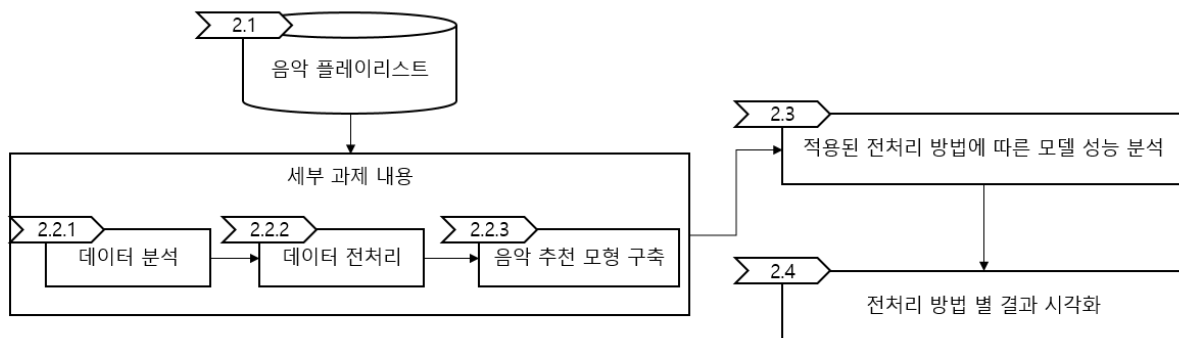 2.1
음악 플레이리스트
세부 과제 내용
2.2.1
데이터 분석
2.2.2
데이터 전처리
2.2.3
음악 추천 모형 구축
2.3
적용된 전처리 방법에 따른 모델 성능 분석
2.4
전처리 방법 별 결과 시각화